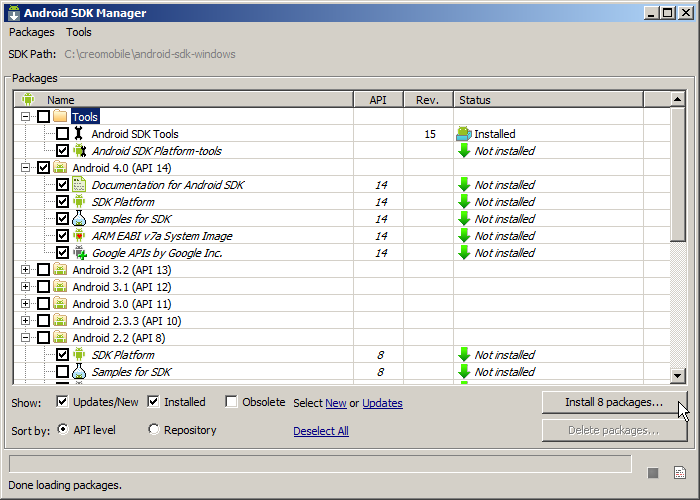 Android SDK Manager
Packages Tools
SDK Path: C:\creomobile\android-sdk-windows
Packages
Name API Rev. Status
Tools
Android SDK Tools 15 Installed
Android SDK Platform-tools Not installed
Android 4.0 (API 14)
Documentation for Android SDK 14 Not installed
SDK Platform 14 Not installed
Samples for SDK 14 Not installed
ARM EABI v7a System Image 14 Not installed
Google APIs by Google Inc. 14 Not installed
Android 3.2 (API 13)
Android 3.1 (API 12)
Android 3.0 (API 11)
Android 2.3.3 (API 10)
Android 2.2 (API 8)
SDK Platform 8 Not installed
Samples for SDK 8 Not installed
Show: Updates/New Installed Obsolete Select New or Updates Install 8 packages...
Sort by: API level Repository Deselect All Delete packages...
Done loading packages.